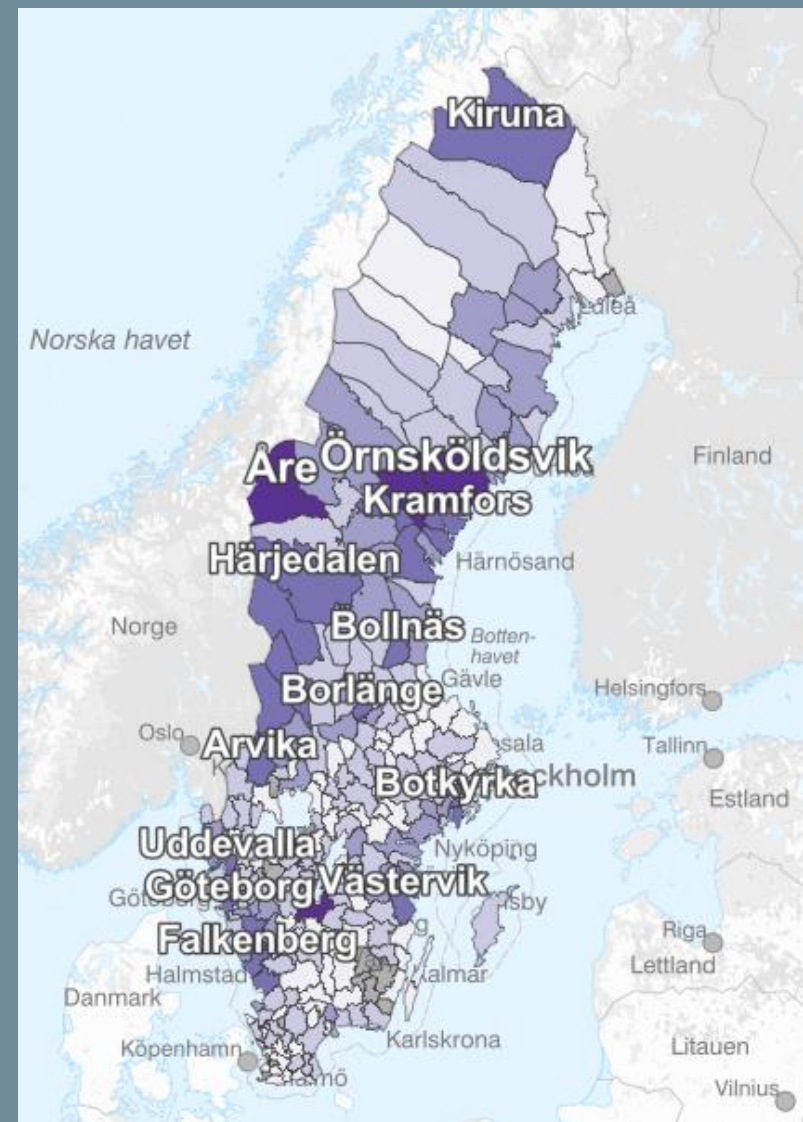 Kiruna
Luleå
Norska havet
Åre
Örnsköldsvik
Finland
Kramfors
Härjedalen
Härnösand
Norge
Bollnäs
Botten-
havet
Gävle
Borlänge
Helsingfors
Oslo
Arvika
Tallinn
Botkyrka
Estland
Uddevalla
Nyköping
Göteborg
Västervik
Riga
Falkenberg
Lettland
Halmstad
Kalmar
Danmark
Karlskrona
Köpenhamn
Litauen
Vilnius